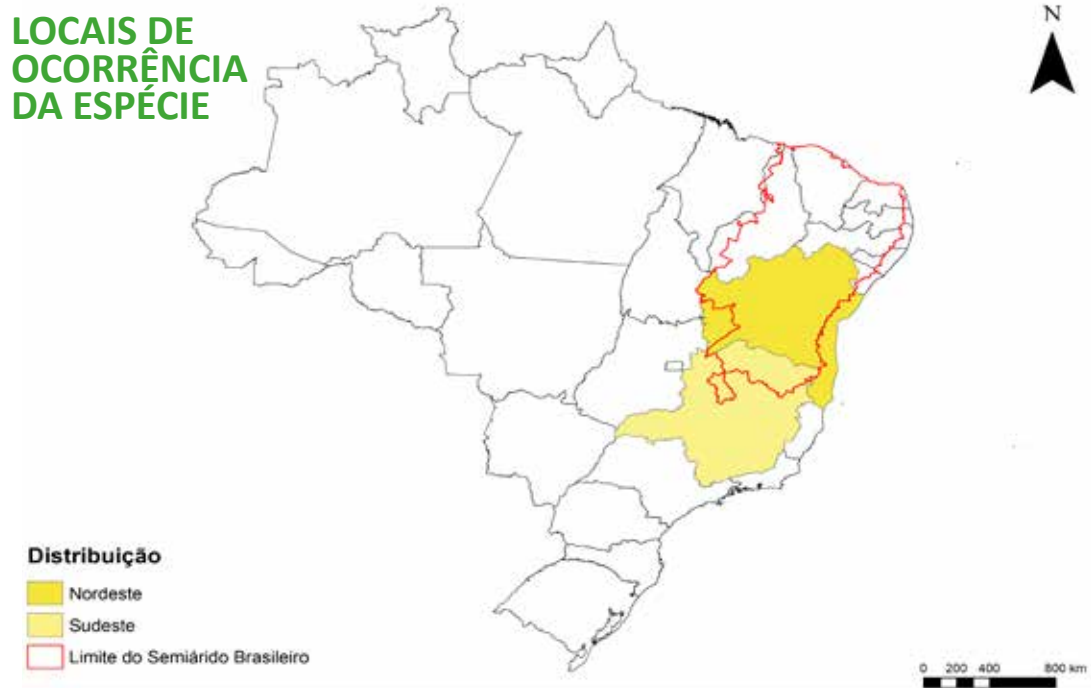 LOCAIS DE
OCORRÊNCIA
DA ESPÉCIE
N
Distribuição
Nordeste
Sudeste
Limite do Semiárido Brasileiro
0 200 400 800 km